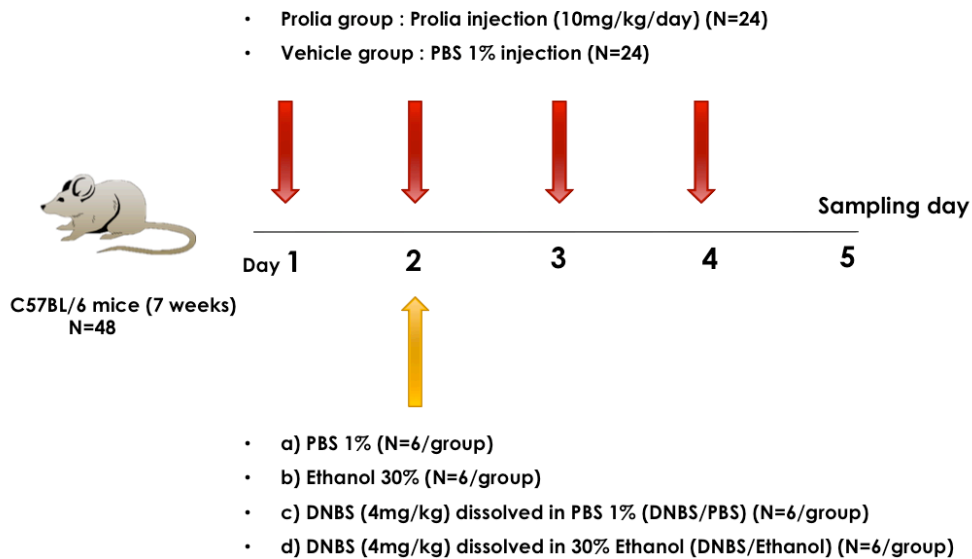 • Prolia group : Prolia injection (10mg/kg/day) (N=24)
• Vehicle group : PBS 1% injection (N=24)
Sampling day
Day 1 2 3 4 5
C57BL/6 mice (7 weeks)
N=48
• a) PBS 1% (N=6/group)
• b) Ethanol 30% (N=6/group)
• c) DNBS (4mg/kg) dissolved in PBS 1% (DNBS/PBS) (N=6/group)
• d) DNBS (4mg/kg) dissolved in 30% Ethanol (DNBS/Ethanol) (N=6/group)